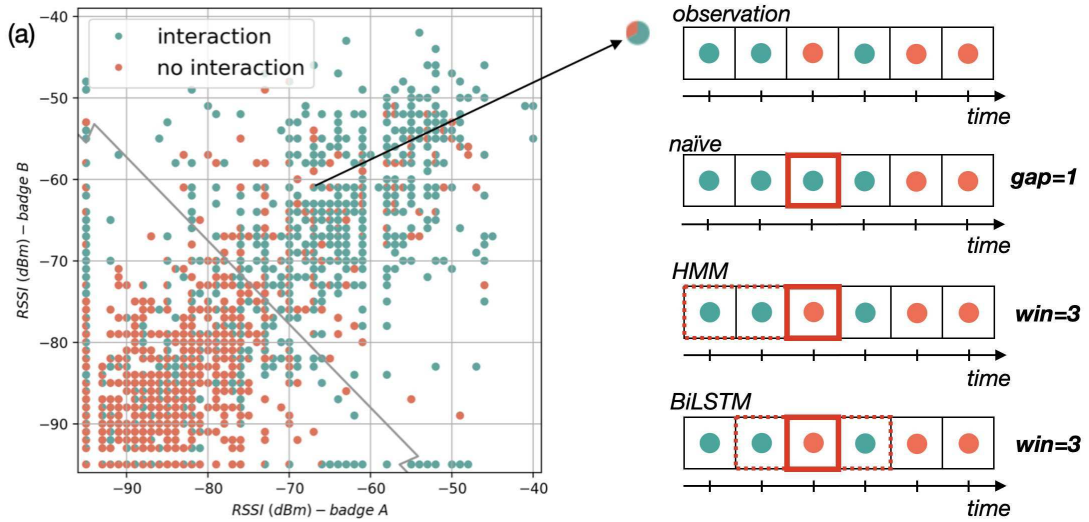 (a)
interaction
no interaction
−40
−50
−60
−70
−80
−90
RSSI (dBm) − badge B
−90
−80
−70
−60
−50
−40
RSSI (dBm) − badge A
observation
time
naïve
gap=1
time
HMM
win=3
time
BiLSTM
win=3
time